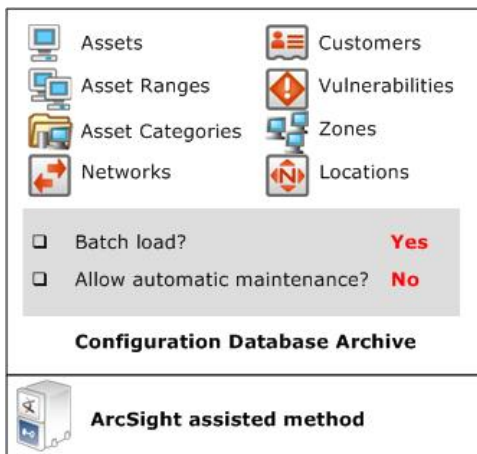 Assets
Customers
Asset Ranges
Vulnerabilities
Asset Categories
Zones
Networks
N
Locations
Batch load? Yes
Allow automatic maintenance? No
Configuration Database Archive
ArcSight assisted method